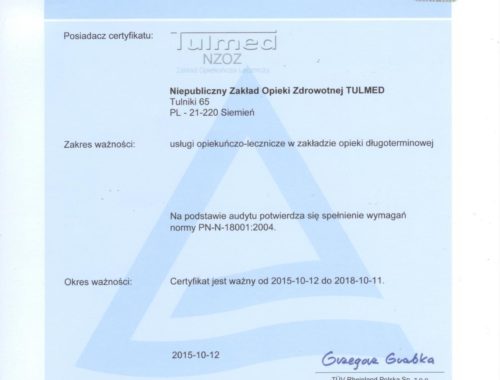 Posiadacz certyfikatu:
Tulmed
NZOZ
Zakład Opiekuńczo Leczniczy
Niepubliczny Zakład Opieki Zdrowotnej TULMED
Tulniki 65
PL - 21-220 Siemień
Zakres ważności:
usługi opiekuńczo-lecznicze w zakładzie opieki długoterminowej
Na podstawie audytu potwierdza się spełnienie wymagań
normy PN-N-18001:2004.
Okres ważności:
Certyfikat jest ważny od 2015-10-12 do 2018-10-11.
2015-10-12
Grzegorz Grabka
TÜV Rheinland Polska Sp. z o.o.